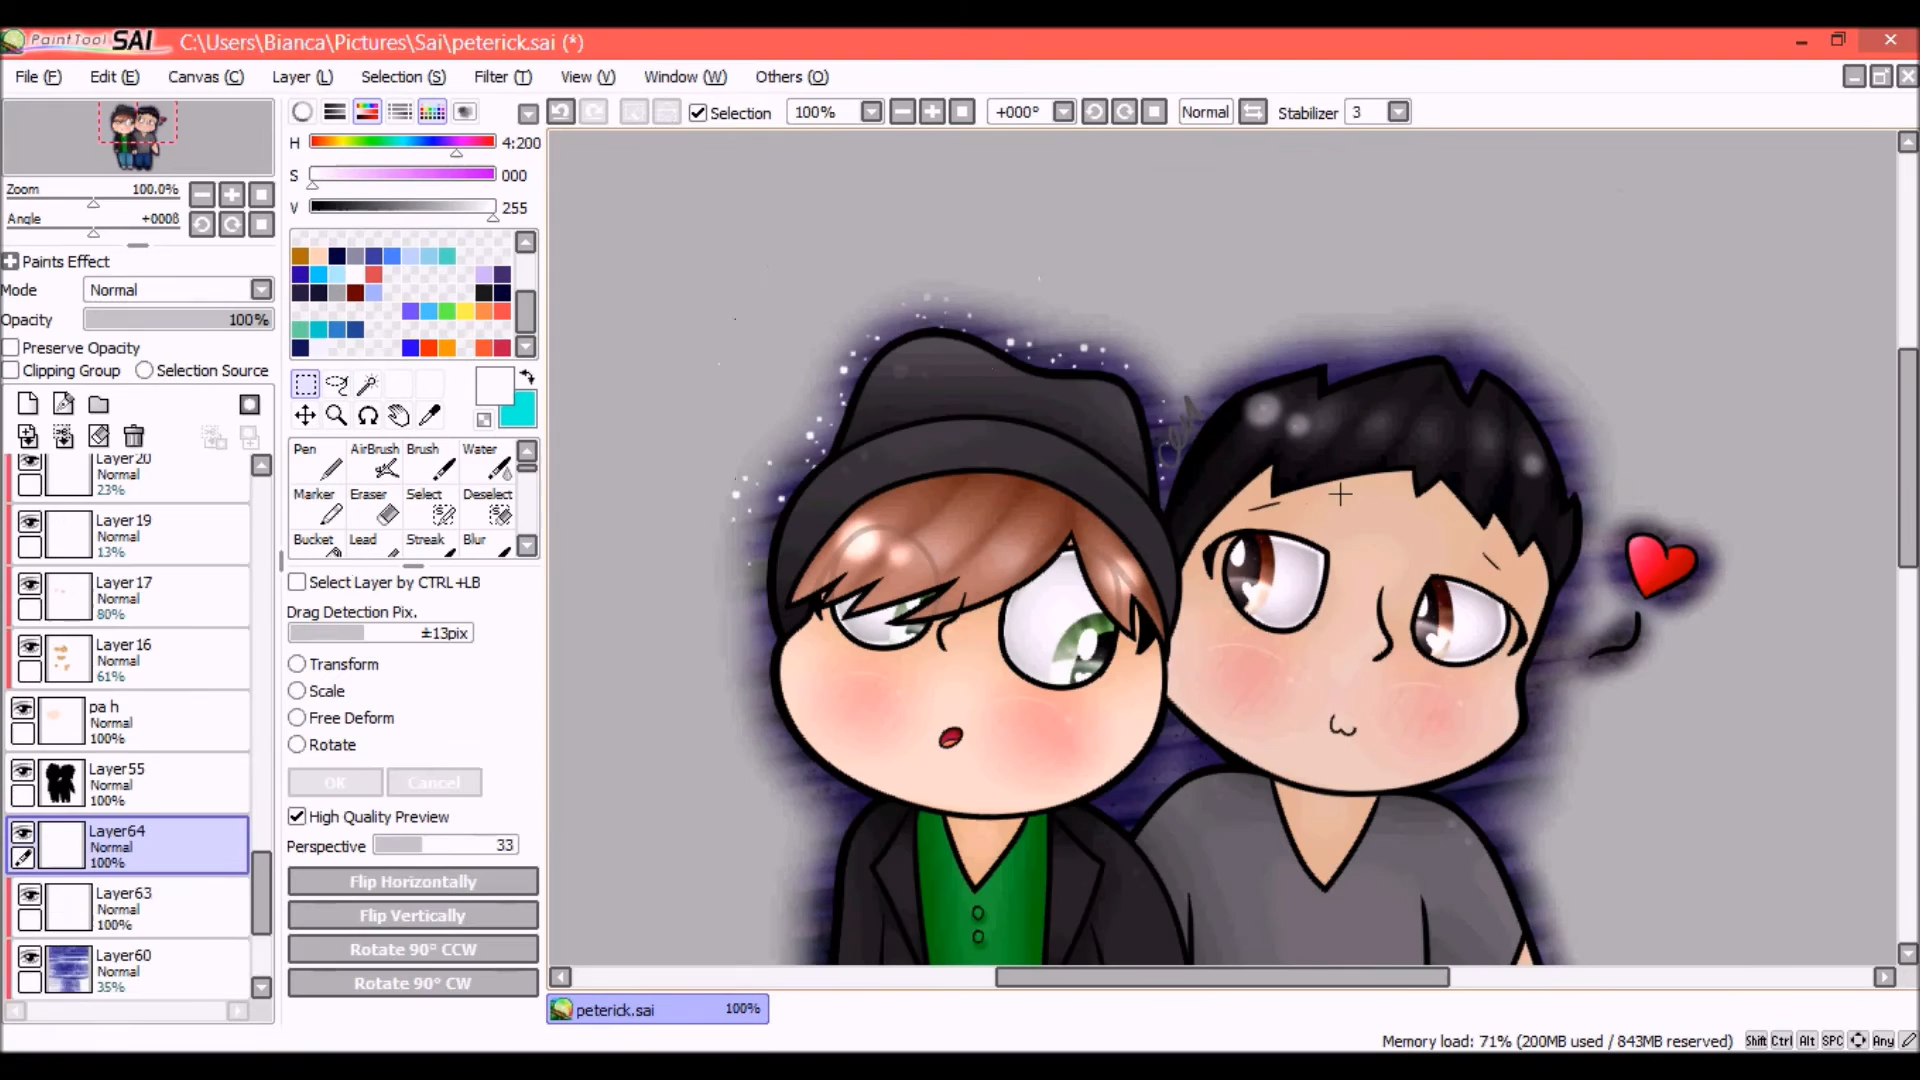 PaintTool SAI C:\Users\Bianca\Pictures\Sai\peterick.sai (*)
File (F) Edit (E) Canvas (C) Layer (L) Selection (S) Filter (T) View (V) Window (W) Others (O)
Selection 100% +000° Normal Stabilizer 3
H 4:200
S 000
V 255
Zoom 100.0%
Angle +000ß
Paints Effect
Mode Normal
Opacity 100%
Preserve Opacity
Clipping Group Selection Source
Layer20
Normal
23%
Layer19
Normal
13%
Layer17
Normal
80%
Layer16
Normal
61%
pa h
Normal
100%
Layer55
Normal
100%
Layer64
Normal
100%
Layer63
Normal
100%
Layer60
Normal
35%
Pen AirBrush Brush Water
Marker Eraser Select Deselect
Bucket Lead Streak Blur
Select Layer by CTRL+LB
Drag Detection Pix.
±13pix
Transform
Scale
Free Deform
Rotate
OK Cancel
High Quality Preview
Perspective 33
Flip Horizontally
Flip Vertically
Rotate 90° CCW
Rotate 90° CW
peterick.sai 100%
Memory load: 71% (200MB used / 843MB reserved) Shift Ctrl Alt SPC Any